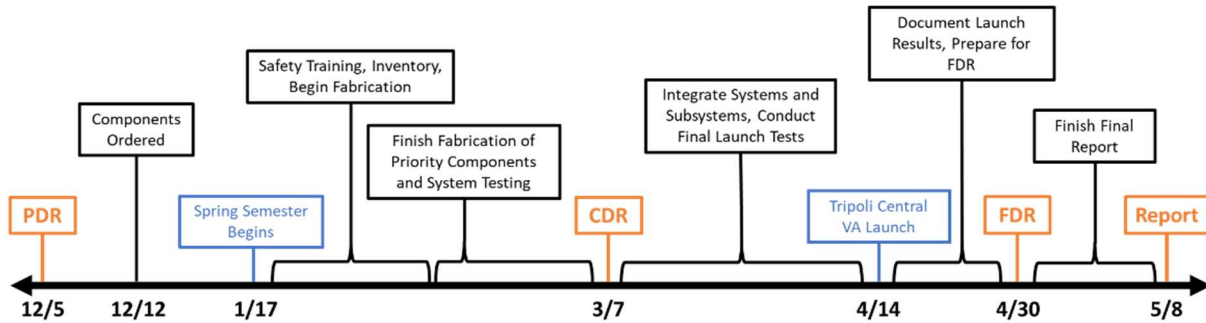 Document Launch
Results, Prepare for
FDR
Safety Training, Inventory,
Begin Fabrication
Integrate Systems and
Subsystems, Conduct
Final Launch Tests
Components
Ordered
Finish Fabrication of
Priority Components
and System Testing
Finish Final
Report
PDR
Spring Semester
Begins
CDR
Tripoli Central
VA Launch
FDR
Report
12/5
12/12
1/17
3/7
4/14
4/30
5/8